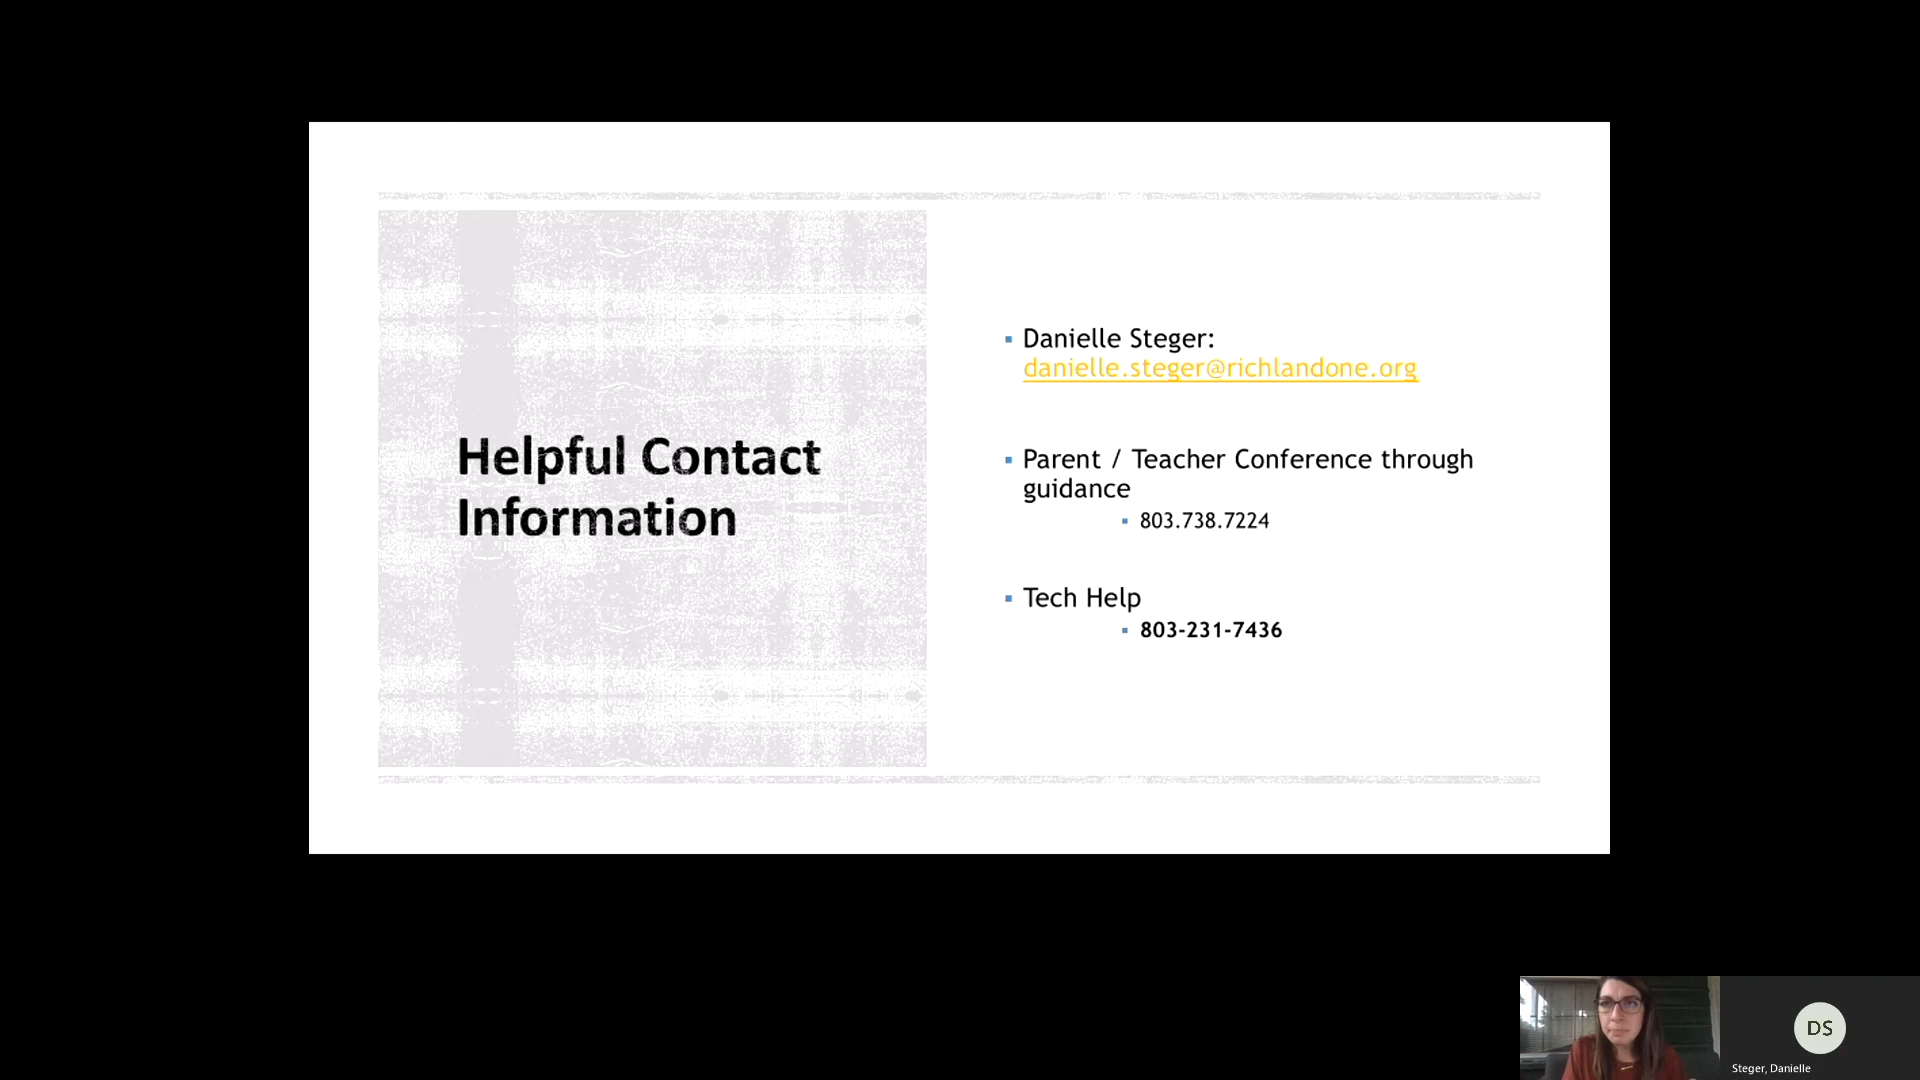 Helpful Contact
Information
Danielle Steger:
danielle.steger@richlandone.org
Parent / Teacher Conference through
guidance
803.738.7224
Tech Help
803-231-7436
DS
Steger, Danielle